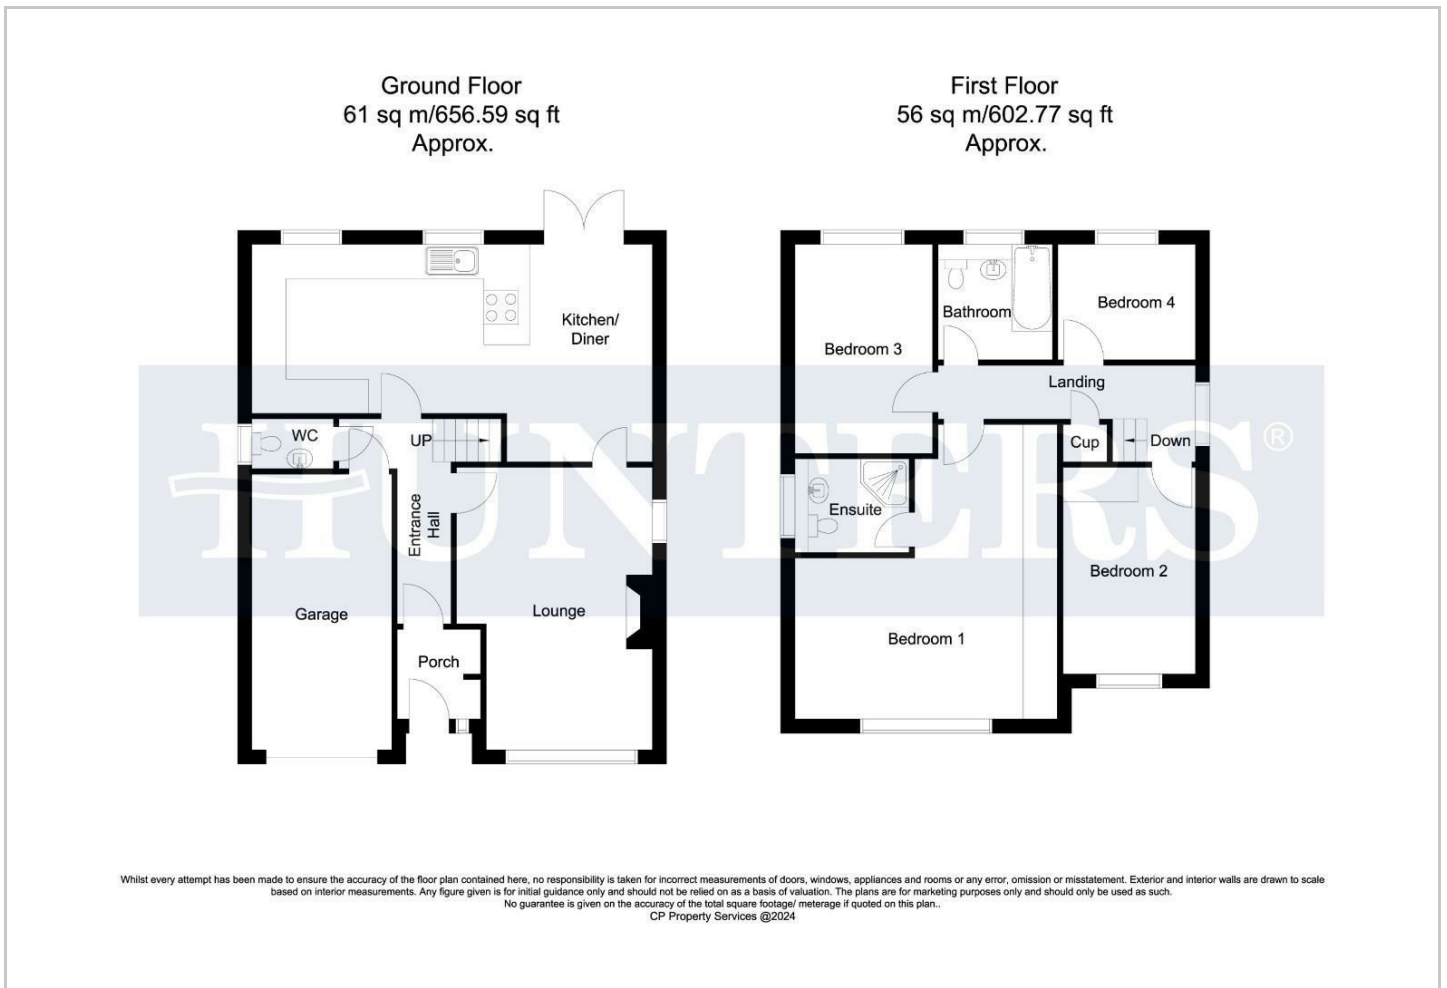 Ground Floor
61 sq m/656.59 sq ft
Approx.
First Floor
56 sq m/602.77 sq ft
Approx.
Kitchen/
Diner
WC
UP
Entrance
Hall
Garage
Lounge
Porch
Bedroom 3
Bathroom
Bedroom 4
Landing
Cup
Down
Ensuite
Bedroom 2
Bedroom 1
HUNTERS®
Whilst every attempt has been made to ensure the accuracy of the floor plan contained here, no responsibility is taken for incorrect measurements of doors, windows, appliances and rooms or any error, omission or misstatement. Exterior and interior walls are drawn to scale
based on interior measurements. Any figure given is for initial guidance only and should not be relied on as a basis of valuation. The plans are for marketing purposes only and should only be used as such.
No guarantee is given on the accuracy of the total square footage/ meterage if quoted on this plan..
CP Property Services @2024